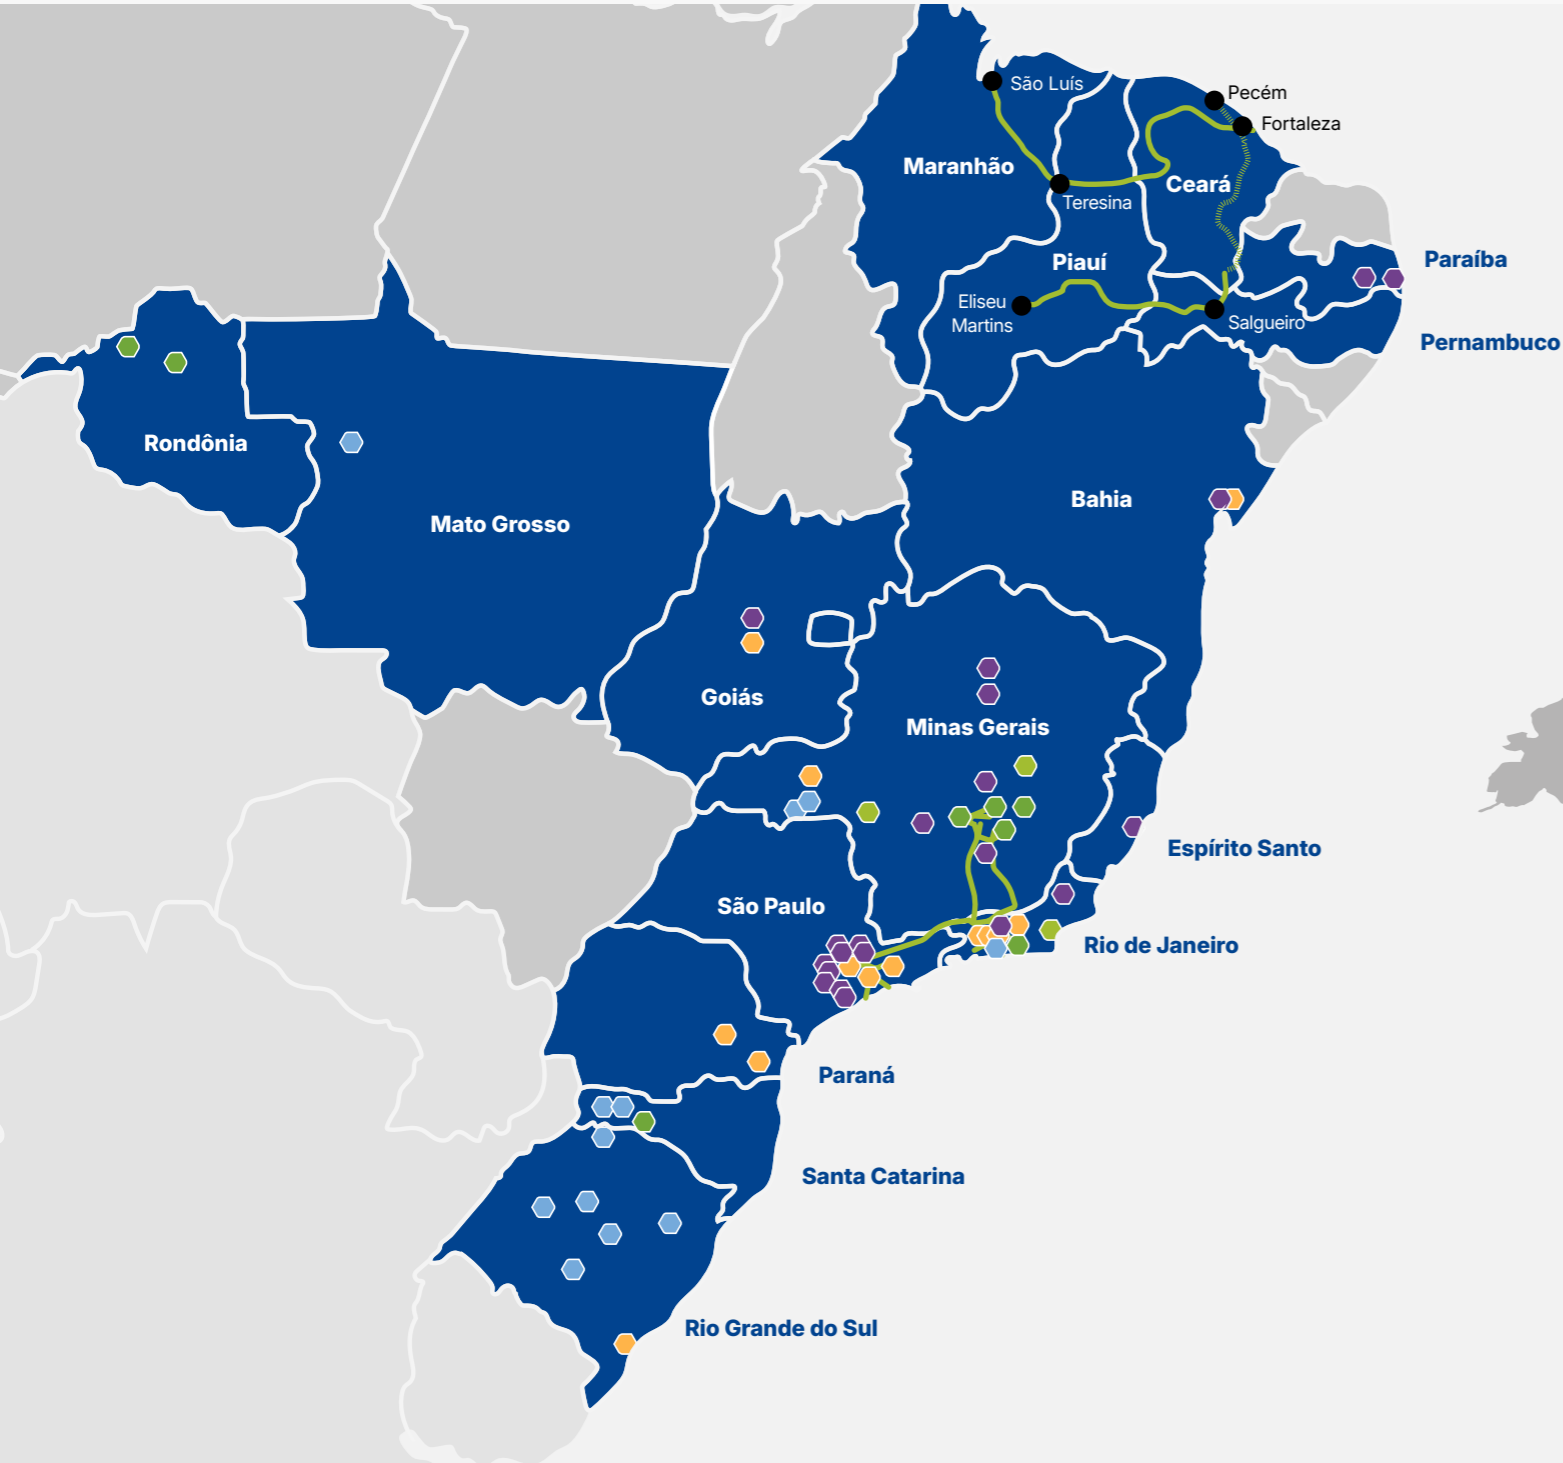 São Luís
Pecém
Fortaleza
Maranhão
Ceará
Teresina
Paraíba
Piauí
Eliseu
Martins
Salgueiro
Pernambuco
Rondônia
Bahia
Mato Grosso
Goiás
Minas Gerais
Espírito Santo
São Paulo
Rio de Janeiro
Paraná
Santa Catarina
Rio Grande do Sul